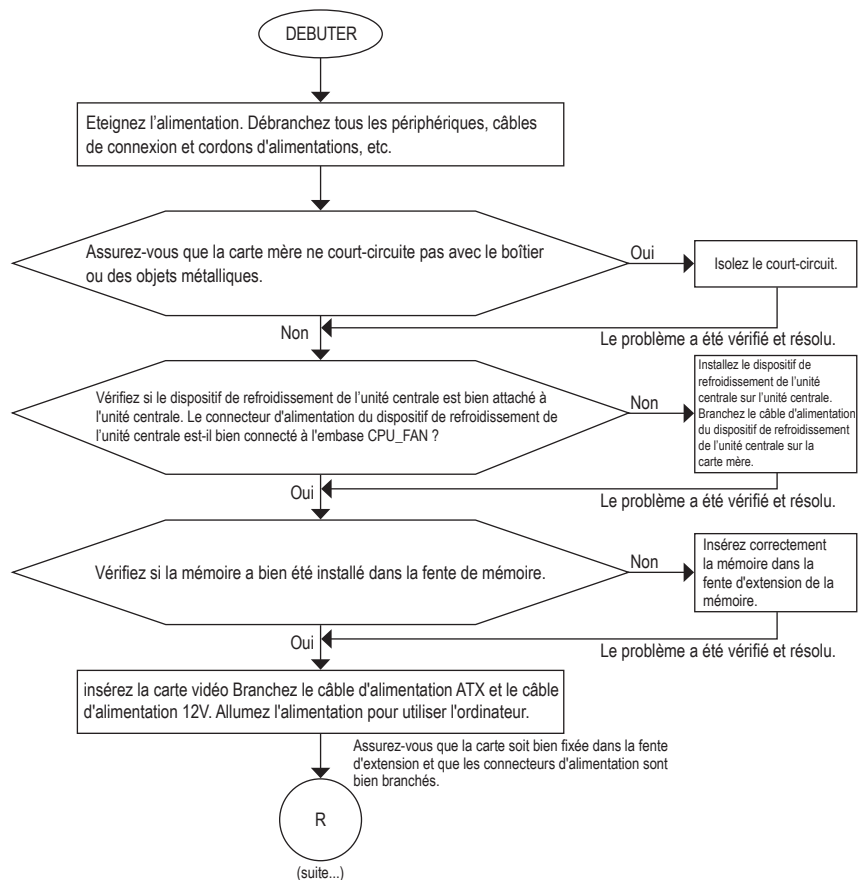 DEBUTER
Eteignez l’alimentation. Débranchez tous les périphériques, câbles
de connexion et cordons d'alimentations, etc.
Assurez-vous que la carte mère ne court-circuite pas avec le boîtier
ou des objets métalliques.
Oui
Isolez le court-circuit.
Non
Le problème a été vérifié et résolu.
Vérifiez si le dispositif de refroidissement de l’unité centrale est bien attaché à
l'unité centrale. Le connecteur d'alimentation du dispositif de refroidissement de
l’unité centrale est-il bien connecté à l'embase CPU_FAN ?
Non
Installez le dispositif de
refroidissement de l’unité
centrale sur l’unité centrale.
Branchez le câble d'alimentation
du dispositif de refroidissement
de l’unité centrale sur la
carte mère.
Oui
Le problème a été vérifié et résolu.
Vérifiez si la mémoire a bien été installé dans la fente de mémoire.
Non
Insérez correctement
la mémoire dans la
fente d'extension de la
mémoire.
Oui
Le problème a été vérifié et résolu.
insérez la carte vidéo Branchez le câble d'alimentation ATX et le câble
d'alimentation 12V. Allumez l'alimentation pour utiliser l'ordinateur.
Assurez-vous que la carte soit bien fixée dans la fente
d'extension et que les connecteurs d'alimentation sont
bien branchés.
R
(suite...)